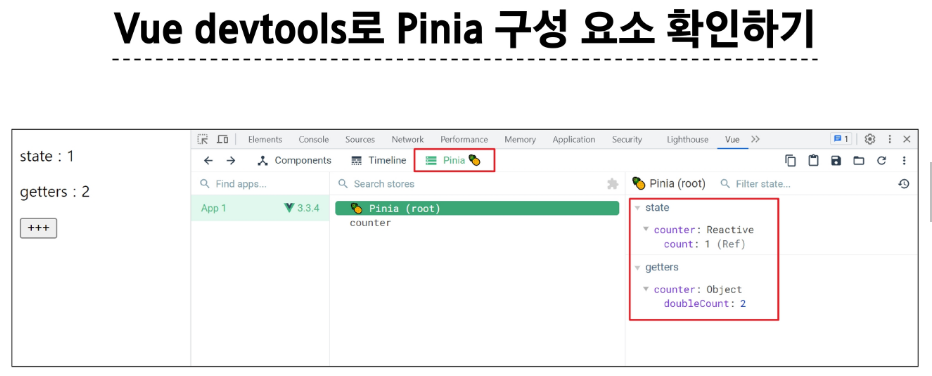 Vue devtools로 Pinia 구성 요소 확인하기
state : 1
getters : 2
+++
Elements Console Sources Network Performance Memory Application Security Lighthouse Vue 1
Components Timeline Pinia
Find apps...
Search stores
Pinia (root) Filter state...
App 1 3.3.4
Pinia (root)
counter
state
counter: Reactive
count: 1 (Ref)
getters
counter: Object
doubleCount: 2